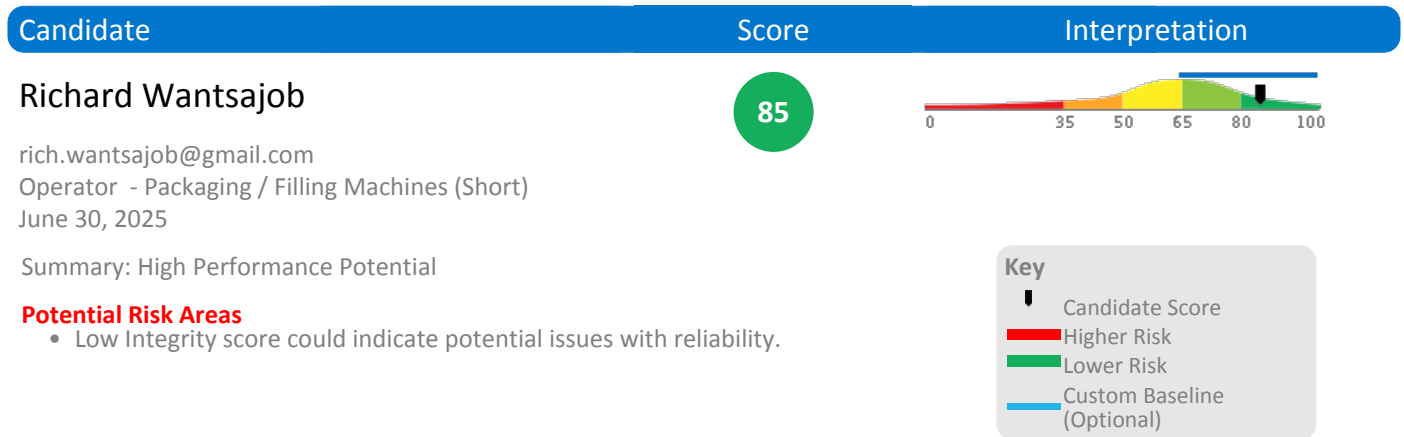 Candidate Score Interpretation
Richard Wantsajob
85
0 35 50 65 80 100
rich.wantsajob@gmail.com
Operator - Packaging / Filling Machines (Short)
June 30, 2025
Summary: High Performance Potential
Potential Risk Areas
• Low Integrity score could indicate potential issues with reliability.
Key
Candidate Score
Higher Risk
Lower Risk
Custom Baseline
(Optional)